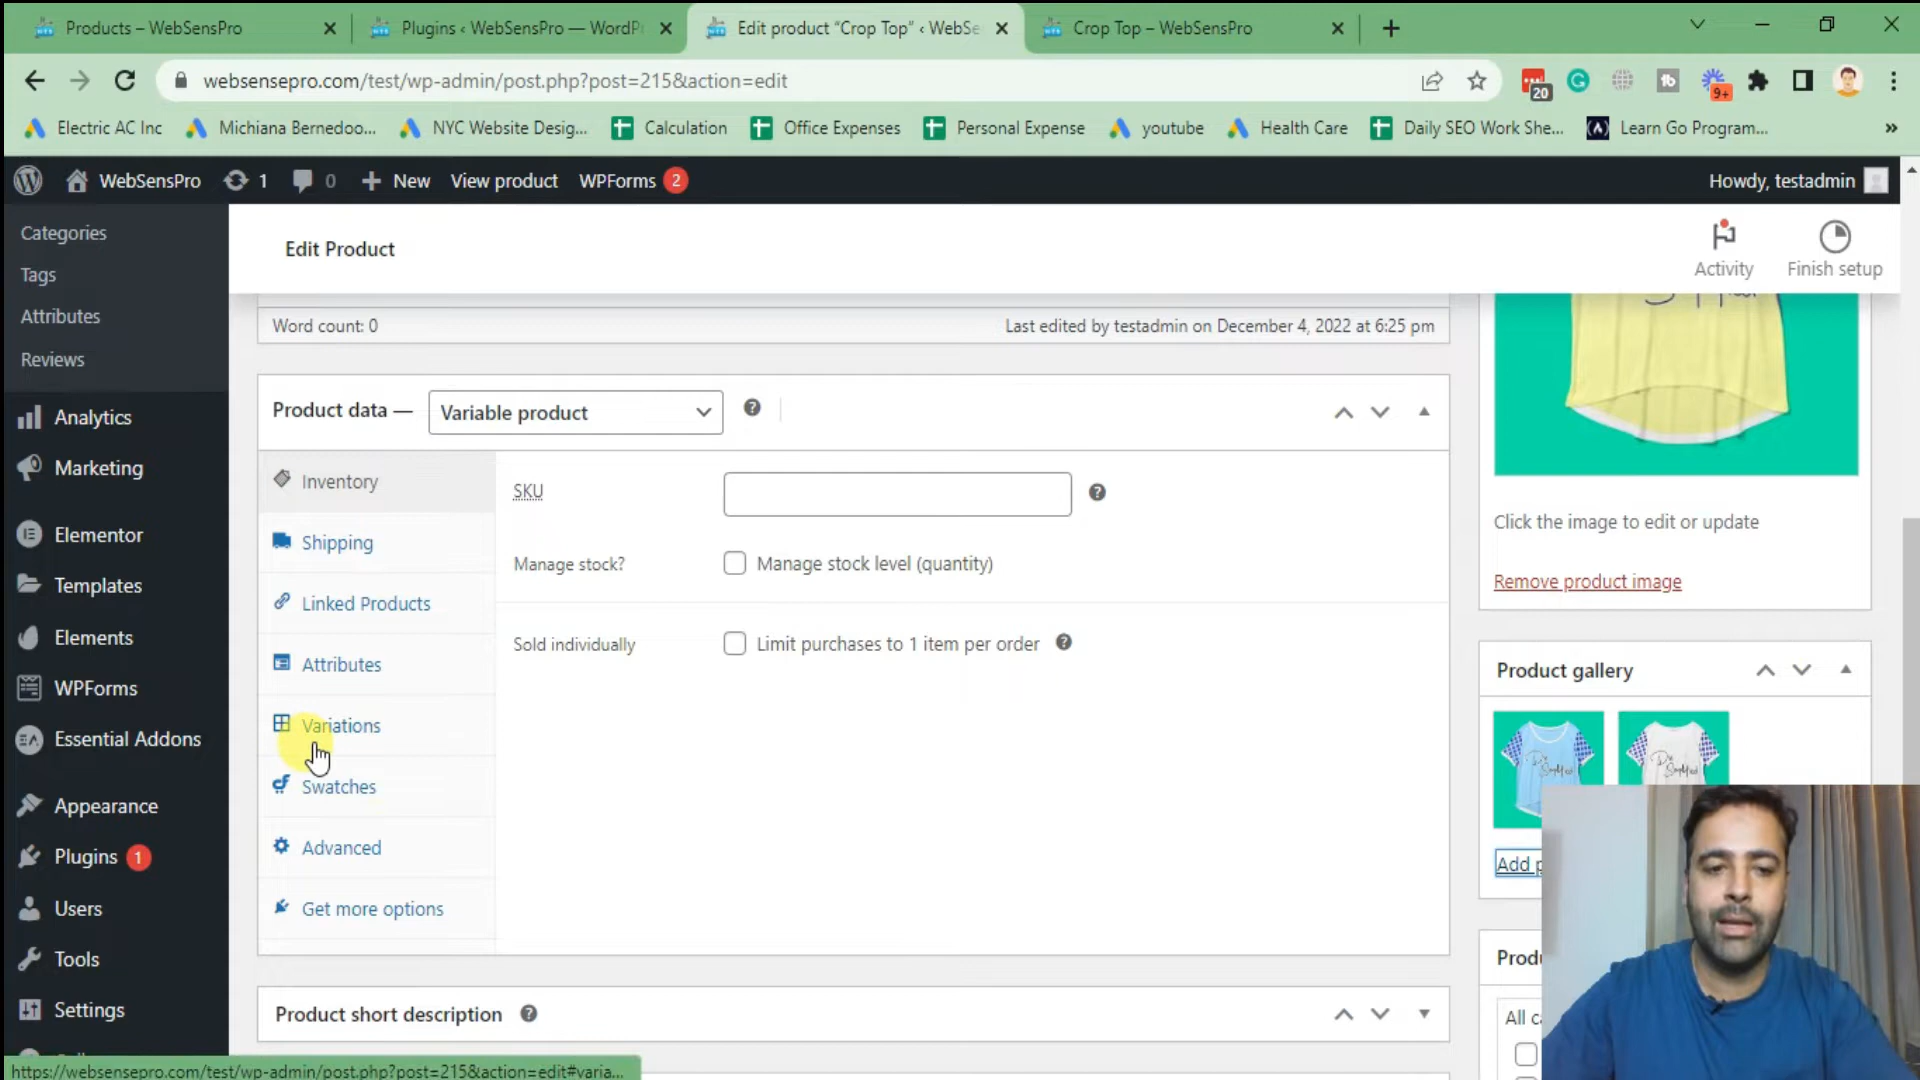 Products – WebSensPro
Plugins ‹ WebSensPro — WordPr
Edit product “Crop Top” ‹ WebSe
Crop Top – WebSensPro
websensepro.com/test/wp-admin/post.php?post=215&action=edit
20
9+
Electric AC Inc
Michiana Bernedoo...
NYC Website Desig...
Calculation
Office Expenses
Personal Expense
youtube
Health Care
Daily SEO Work She...
Learn Go Program...
WebSensPro
1
0
New
View product
WPForms 2
Howdy, testadmin
Categories
Tags
Attributes
Reviews
Analytics
Marketing
Elementor
Templates
Elements
WPForms
Essential Addons
Appearance
Plugins 1
Users
Tools
Settings
Edit Product
Activity
Finish setup
Word count: 0
Last edited by testadmin on December 4, 2022 at 6:25 pm
Product data —
Variable product
Inventory
Shipping
Linked Products
Attributes
Variations
Swatches
Advanced
Get more options
SKU
Manage stock?
Manage stock level (quantity)
Sold individually
Limit purchases to 1 item per order
Product short description
Click the image to edit or update
Remove product image
Product gallery
Add p
Produ
All ca
https://websensepro.com/test/wp-admin/post.php?post=215&action=edit#varia...